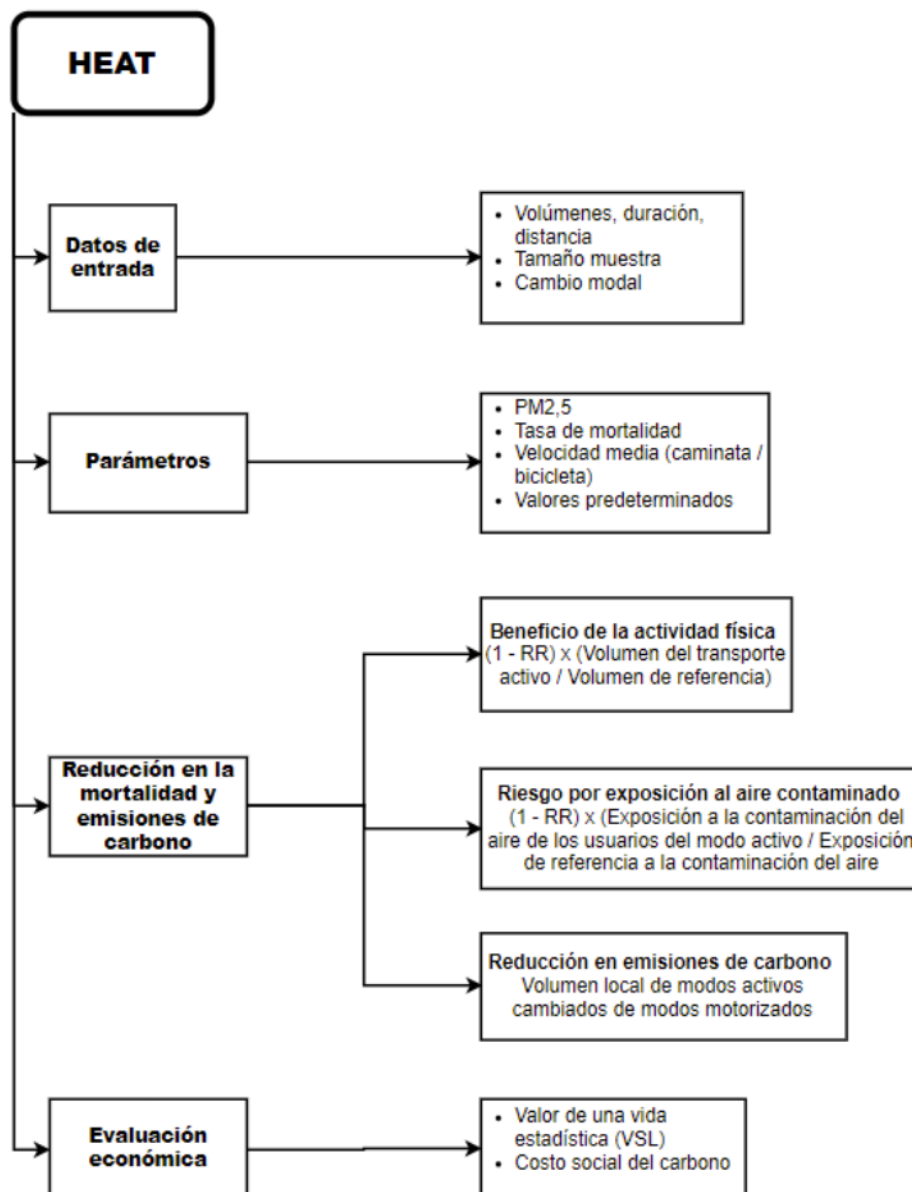 HEAT
Datos de
entrada
• Volúmenes, duración,
distancia
• Tamaño muestra
• Cambio modal
Parámetros
• PM2,5
• Tasa de mortalidad
• Velocidad media (caminata /
bicicleta)
• Valores predeterminados
Reducción en la
mortalidad y
emisiones de
carbono
Beneficio de la actividad física
(1 - RR) x (Volumen del transporte
activo / Volumen de referencia)
Riesgo por exposición al aire contaminado
(1 - RR) x (Exposición a la contaminación del
aire de los usuarios del modo activo / Exposición
de referencia a la contaminación del aire
Reducción en emisiones de carbono
Volumen local de modos activos
cambiados de modos motorizados
Evaluación
económica
• Valor de una vida
estadística (VSL)
• Costo social del carbono